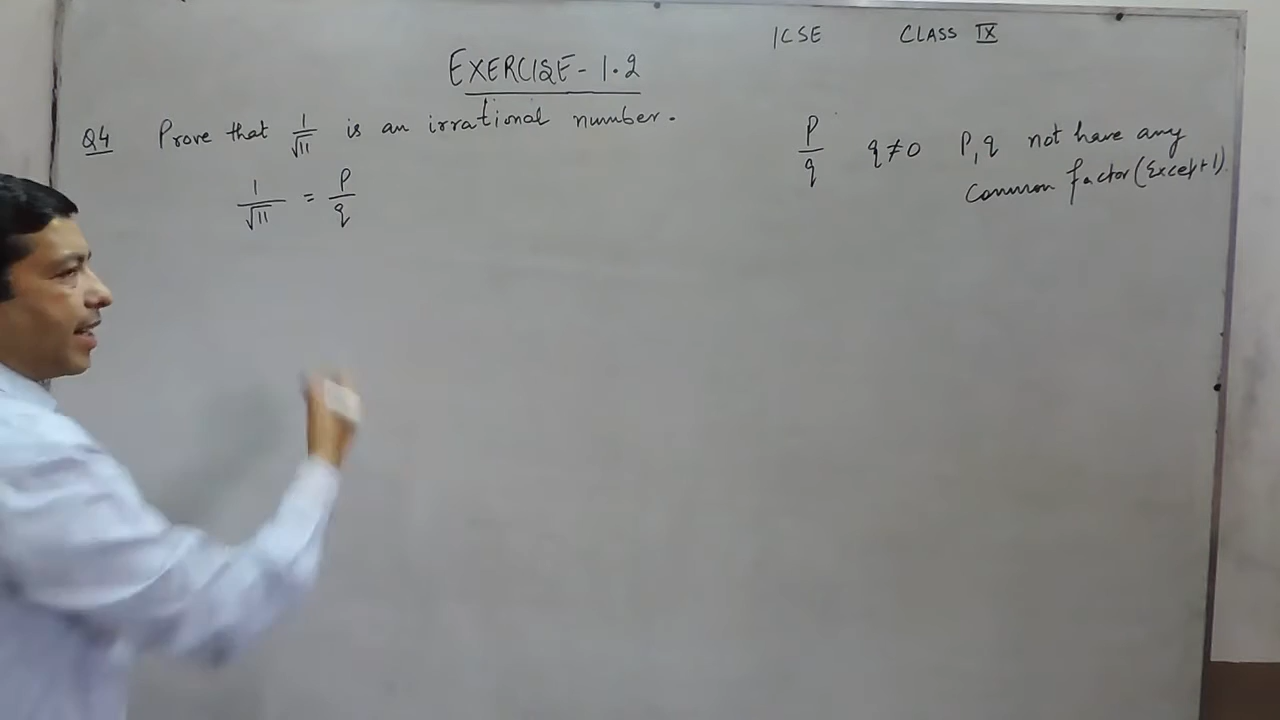 ICSE CLASS IX
EXERCISE - 1.2
Q4 Prove that 1/√11 is an irrational number.
1/√11 = P/q
P/q q≠0 P,q not have any
Common factor (Except 1)